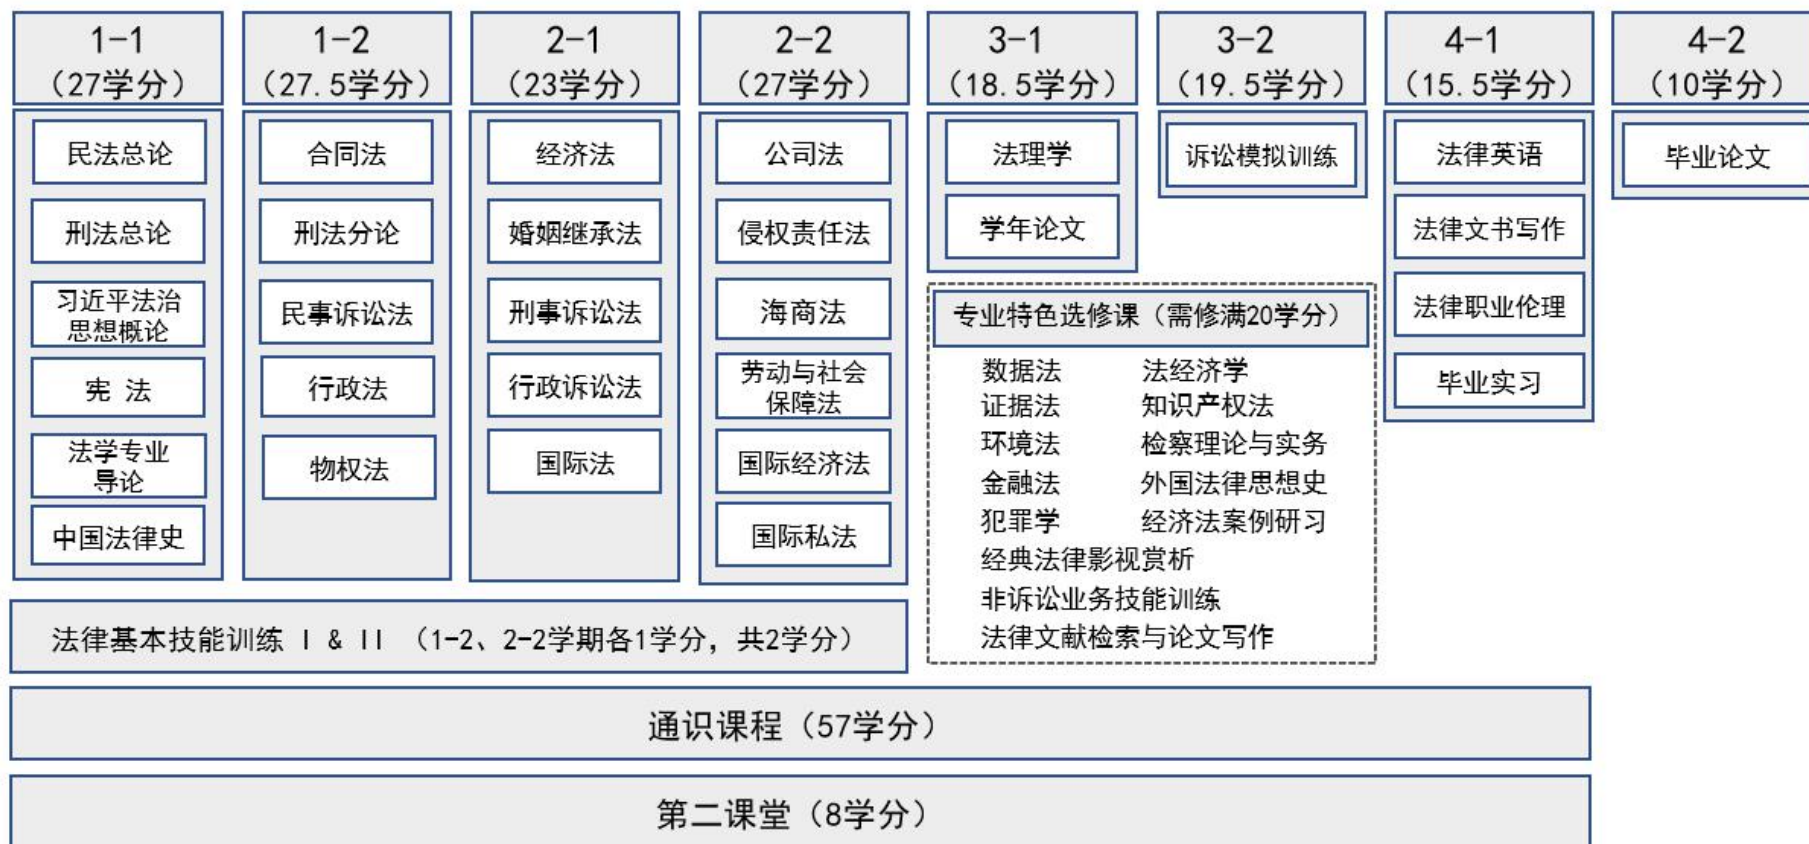 1-1
(27学分)
1-2
(27.5学分)
2-1
(23学分)
2-2
(27学分)
3-1
(18.5学分)
3-2
(19.5学分)
4-1
(15.5学分)
4-2
(10学分)
民法总论
刑法总论
习近平法治
思想概论
宪 法
法学专业
导论
中国法律史
合同法
刑法分论
民事诉讼法
行政法
物权法
经济法
婚姻继承法
刑事诉讼法
行政诉讼法
国际法
公司法
侵权责任法
海商法
劳动与社会
保障法
国际经济法
国际私法
法理学
学年论文
诉讼模拟训练
法律英语
法律文书写作
法律职业伦理
毕业实习
毕业论文
专业特色选修课（需修满20学分）
数据法 法经济学
证据法 知识产权法
环境法 检察理论与实务
金融法 外国法律思想史
犯罪学 经济法案例研习
经典法律影视赏析
非诉讼业务技能训练
法律文献检索与论文写作
法律基本技能训练 I & II （1-2、2-2学期各1学分，共2学分）
通识课程（57学分）
第二课堂（8学分）